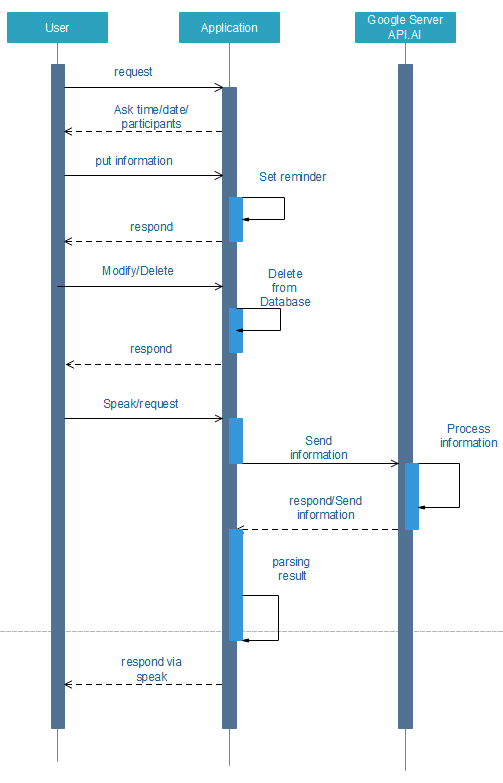 User
Application
Google Server
API.AI
request
Ask time/date/
participants
put information
Set reminder
respond
Modify/Delete
Delete
from
Database
respond
Speak/request
Send
information
Process
information
respond/Send
information
parsing
result
respond via
speak